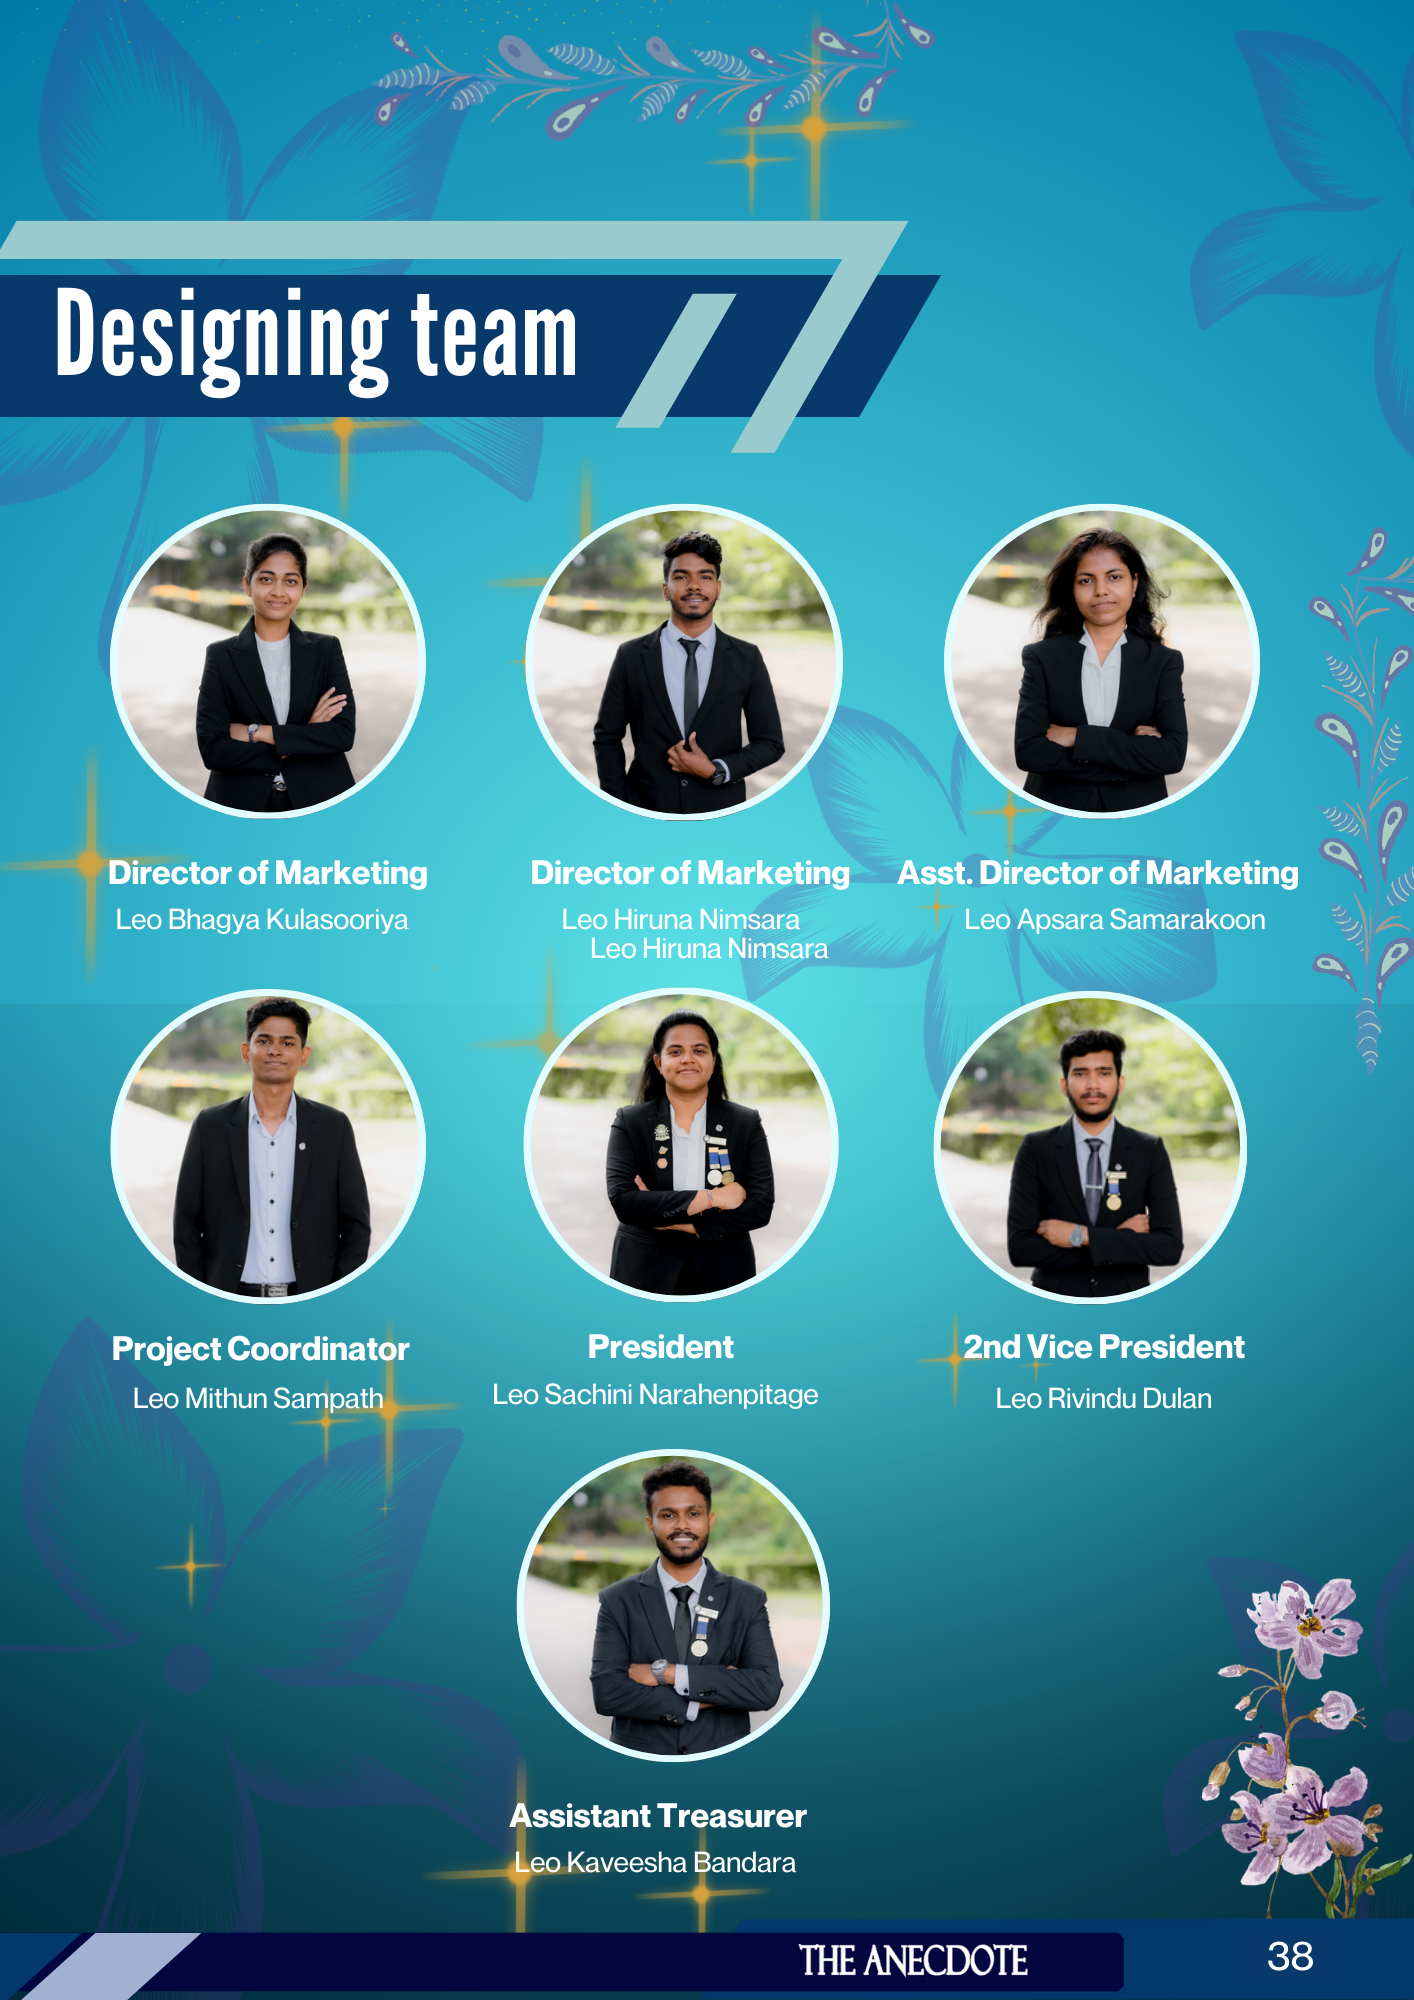 Designing team
Director of Marketing
Leo Bhagya Kulasooriya
Director of Marketing
Leo Hiruna Nimsara
Leo Hiruna Nimsara
Asst. Director of Marketing
Leo Apsara Samarakoon
Project Coordinator
Leo Mithun Sampath
President
Leo Sachini Narahenpitage
2nd Vice President
Leo Rivindu Dulan
Assistant Treasurer
Leo Kaveesha Bandara
THE ANECDOTE
38